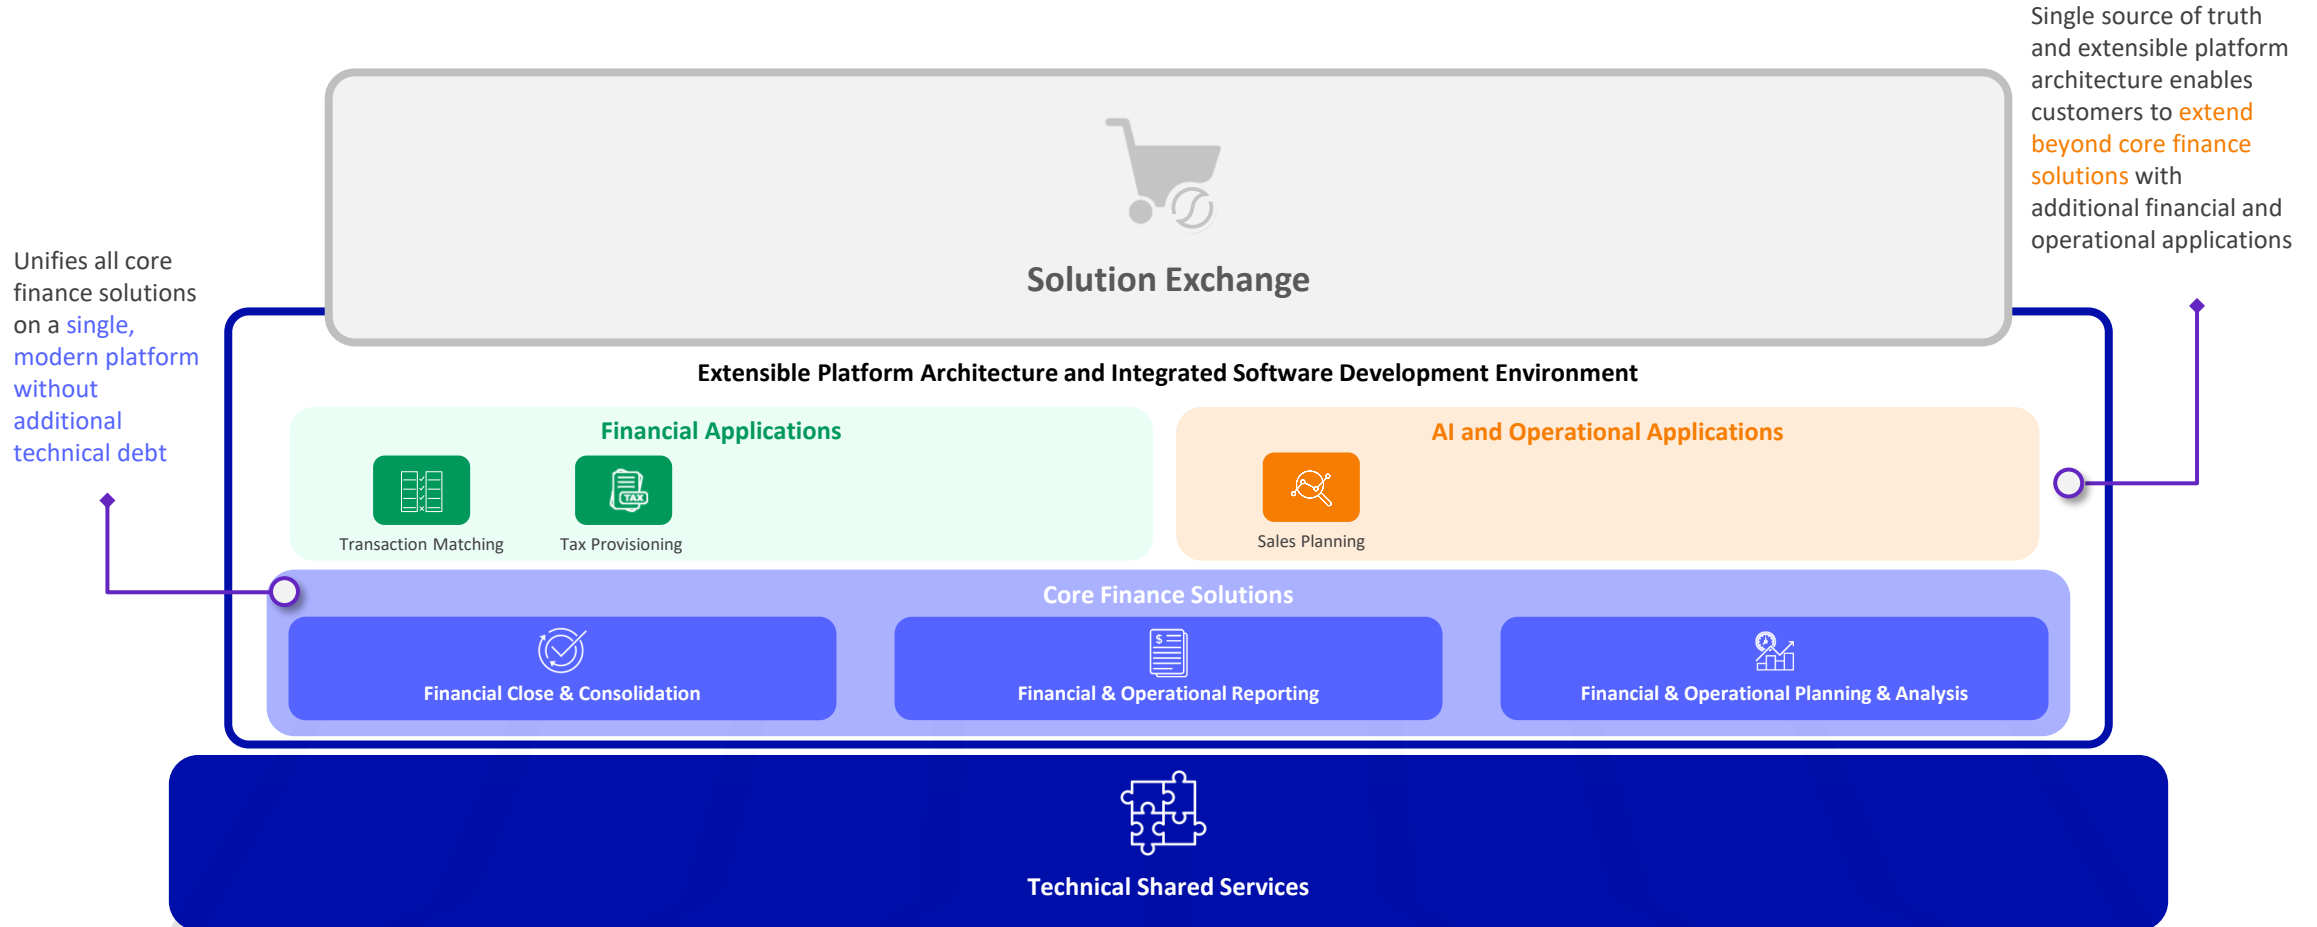 Single source of truth
and extensible platform
architecture enables
customers to extend
beyond core finance
solutions with
additional financial and
operational applications
Solution Exchange
Unifies all core
finance solutions
on a single,
modern platform
without
additional
technical debt
Extensible Platform Architecture and Integrated Software Development Environment
Financial Applications
TAX
Transaction Matching
Tax Provisioning
AI and Operational Applications
Sales Planning
Core Finance Solutions
Financial Close & Consolidation
$
Financial & Operational Reporting
Financial & Operational Planning & Analysis
Technical Shared Services